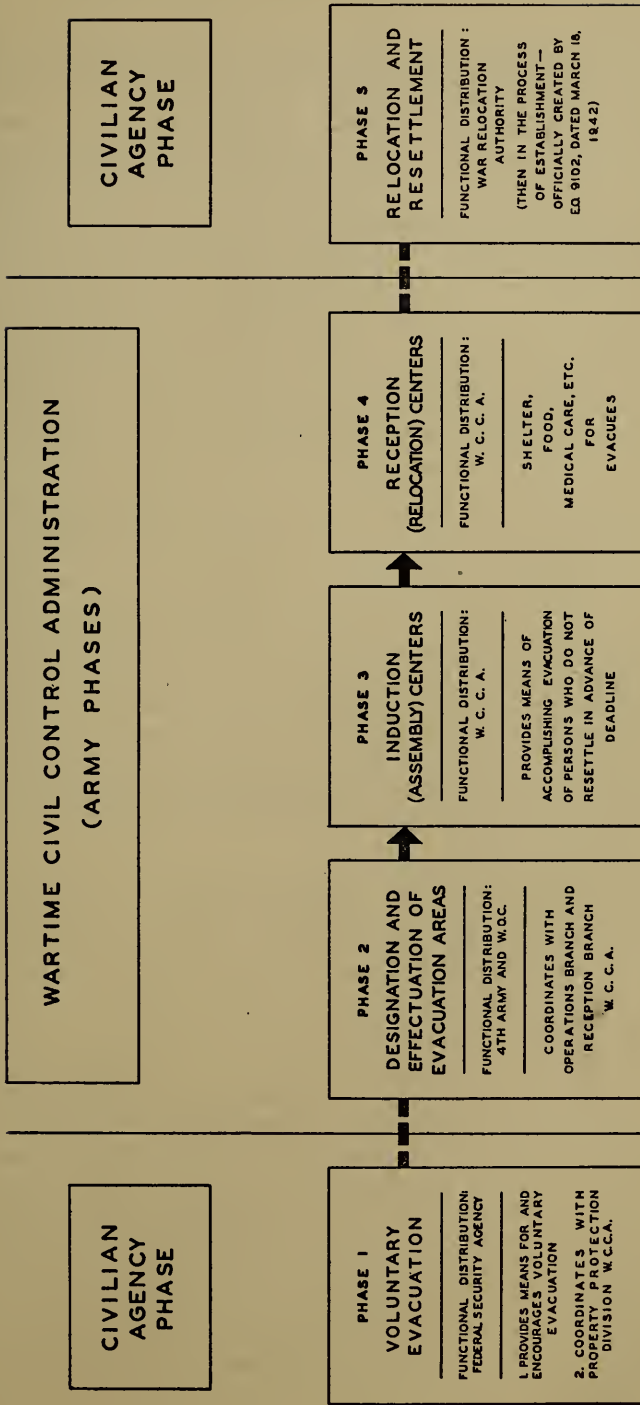 CIVILIAN
AGENCY
PHASE
WARTIME CIVIL CONTROL ADMINISTRATION
(ARMY PHASES)
CIVILIAN
AGENCY
PHASE
PHASE 1
VOLUNTARY
EVACUATION
FUNCTIONAL DISTRIBUTION:
FEDERAL SECURITY AGENCY
1. PROVIDES MEANS FOR AND
ENCOURAGES VOLUNTARY
EVACUATION
2. COORDINATES WITH
PROPERTY PROTECTION
DIVISION W.C.C.A.
PHASE 2
DESIGNATION AND
EFFECTUATION OF
EVACUATION AREAS
FUNCTIONAL DISTRIBUTION:
4TH ARMY AND W.D.C.
COORDINATES WITH
OPERATIONS BRANCH AND
RECEPTION BRANCH
W. C. C. A.
PHASE 3
INDUCTION
(ASSEMBLY) CENTERS
FUNCTIONAL DISTRIBUTION:
W. C. C. A.
PROVIDES MEANS OF
ACCOMPLISHING EVACUATION
OF PERSONS WHO DO NOT
RESETTLE IN ADVANCE OF
DEADLINE
PHASE 4
RECEPTION
(RELOCATION) CENTERS
FUNCTIONAL DISTRIBUTION:
W. C. C. A.
SHELTER,
FOOD,
MEDICAL CARE, ETC.
FOR
EVACUEES
PHASE 5
RELOCATION AND
RESETTLEMENT
FUNCTIONAL DISTRIBUTION:
WAR RELOCATION
AUTHORITY
(THEN IN THE PROCESS
OF ESTABLISHMENT—
OFFICIALLY CREATED BY
E.O. 9102, DATED MARCH 18,
1942)